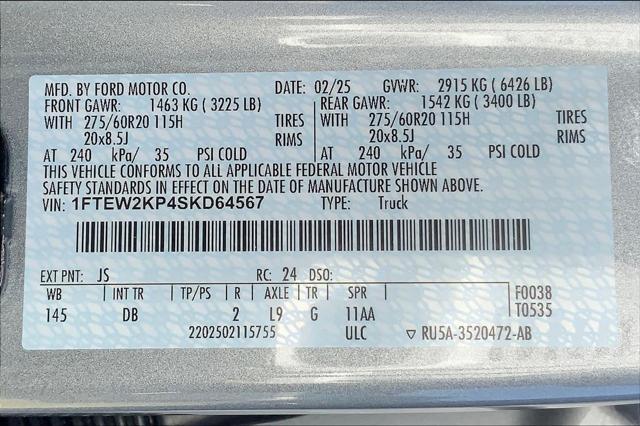 MFD. BY FORD MOTOR CO. DATE: 02/25 GVWR: 2915 KG ( 6426 LB)
FRONT GAWR: 1463 KG ( 3225 LB) REAR GAWR: 1542 KG ( 3400 LB)
WITH 275/60R20 115H TIRES WITH 275/60R20 115H TIRES
20x8.5J RIMS 20x8.5J RIMS
AT 240 kPa/ 35 PSI COLD AT 240 kPa/ 35 PSI COLD
THIS VEHICLE CONFORMS TO ALL APPLICABLE FEDERAL MOTOR VEHICLE
SAFETY STANDARDS IN EFFECT ON THE DATE OF MANUFACTURE SHOWN ABOVE.
VIN: 1FTEW2KP4SKD64567 TYPE: Truck
EXT PNT: JS RC: 24 DSO:
WB INT TR TP/PS R AXLE TR SPR F0038
145 DB 2 L9 G 11AA T0535
2202502115755 ULC ▽ RU5A-3520472-AB